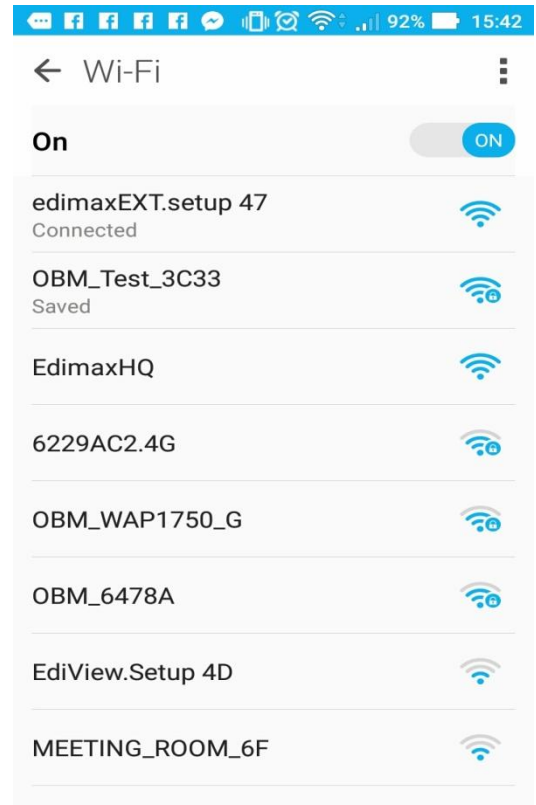 92% 15:42
Wi-Fi
On ON
edimaxEXT.setup 47
Connected
OBM_Test_3C33
Saved
EdimaxHQ
6229AC2.4G
OBM_WAP1750_G
OBM_6478A
EdiView.Setup 4D
MEETING_ROOM_6F